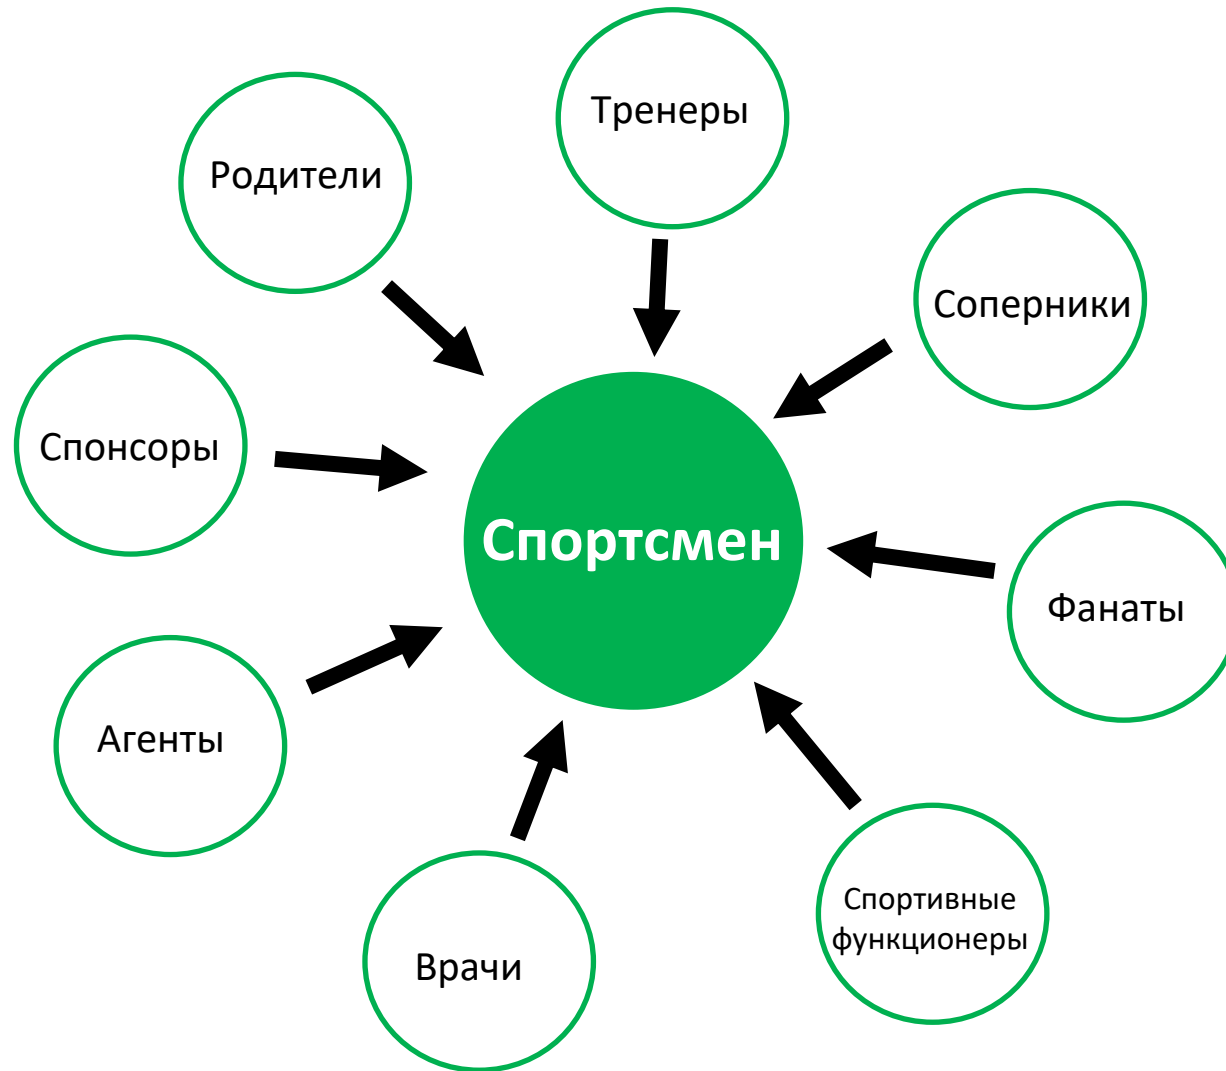 Тренеры
Родители
Соперники
Спонсоры
Спортсмен
Фанаты
Агенты
Спортивные
функционеры
Врачи